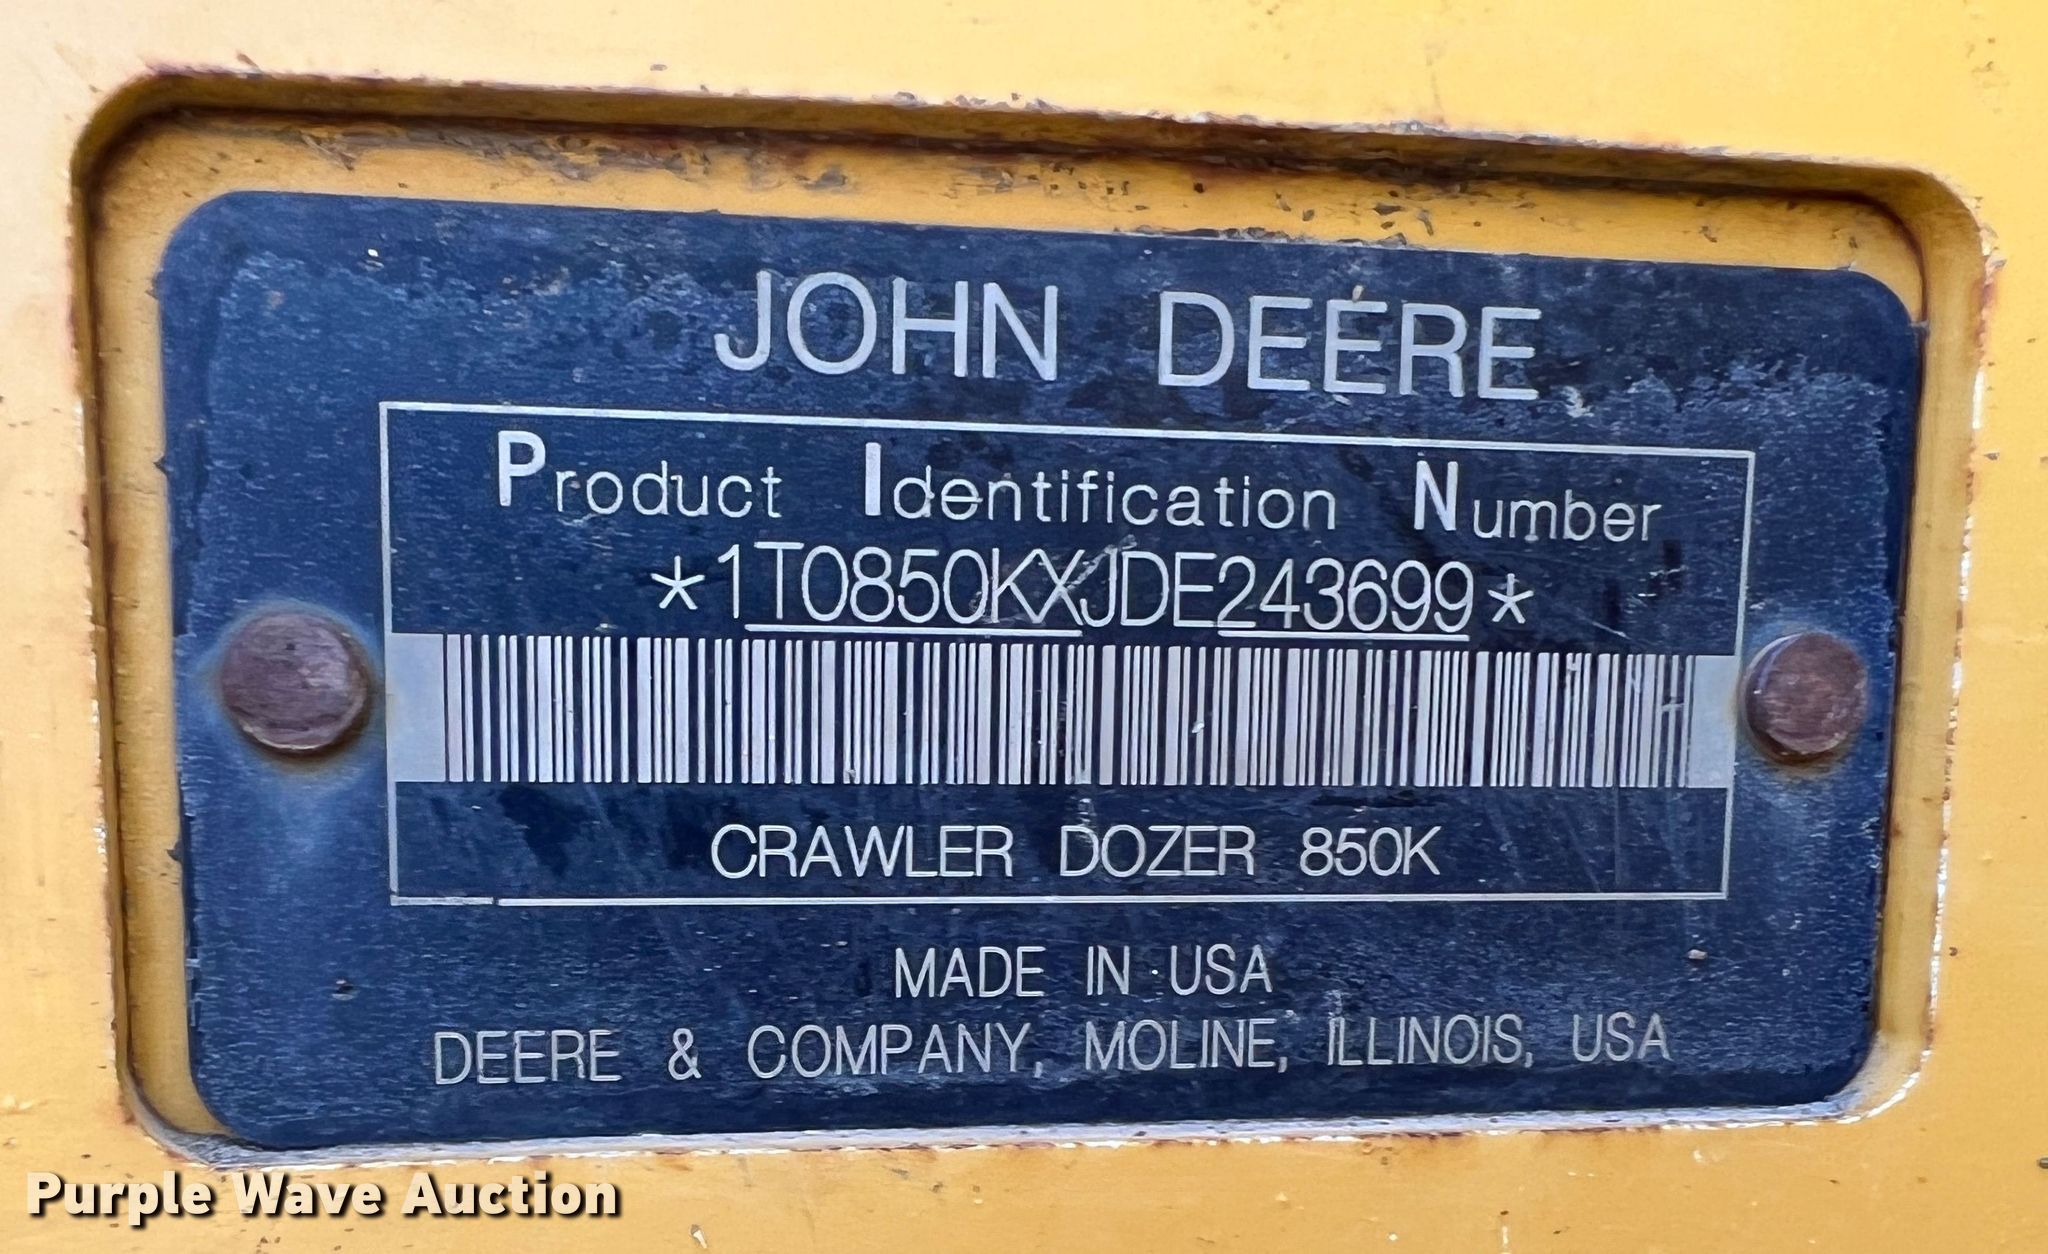 JOHN DEERE
Product Identification Number
*1T0850KXJDE243699*
CRAWLER DOZER 850K
MADE IN USA
DEERE & COMPANY, MOLINE, ILLINOIS, USA
Purple Wave Auction